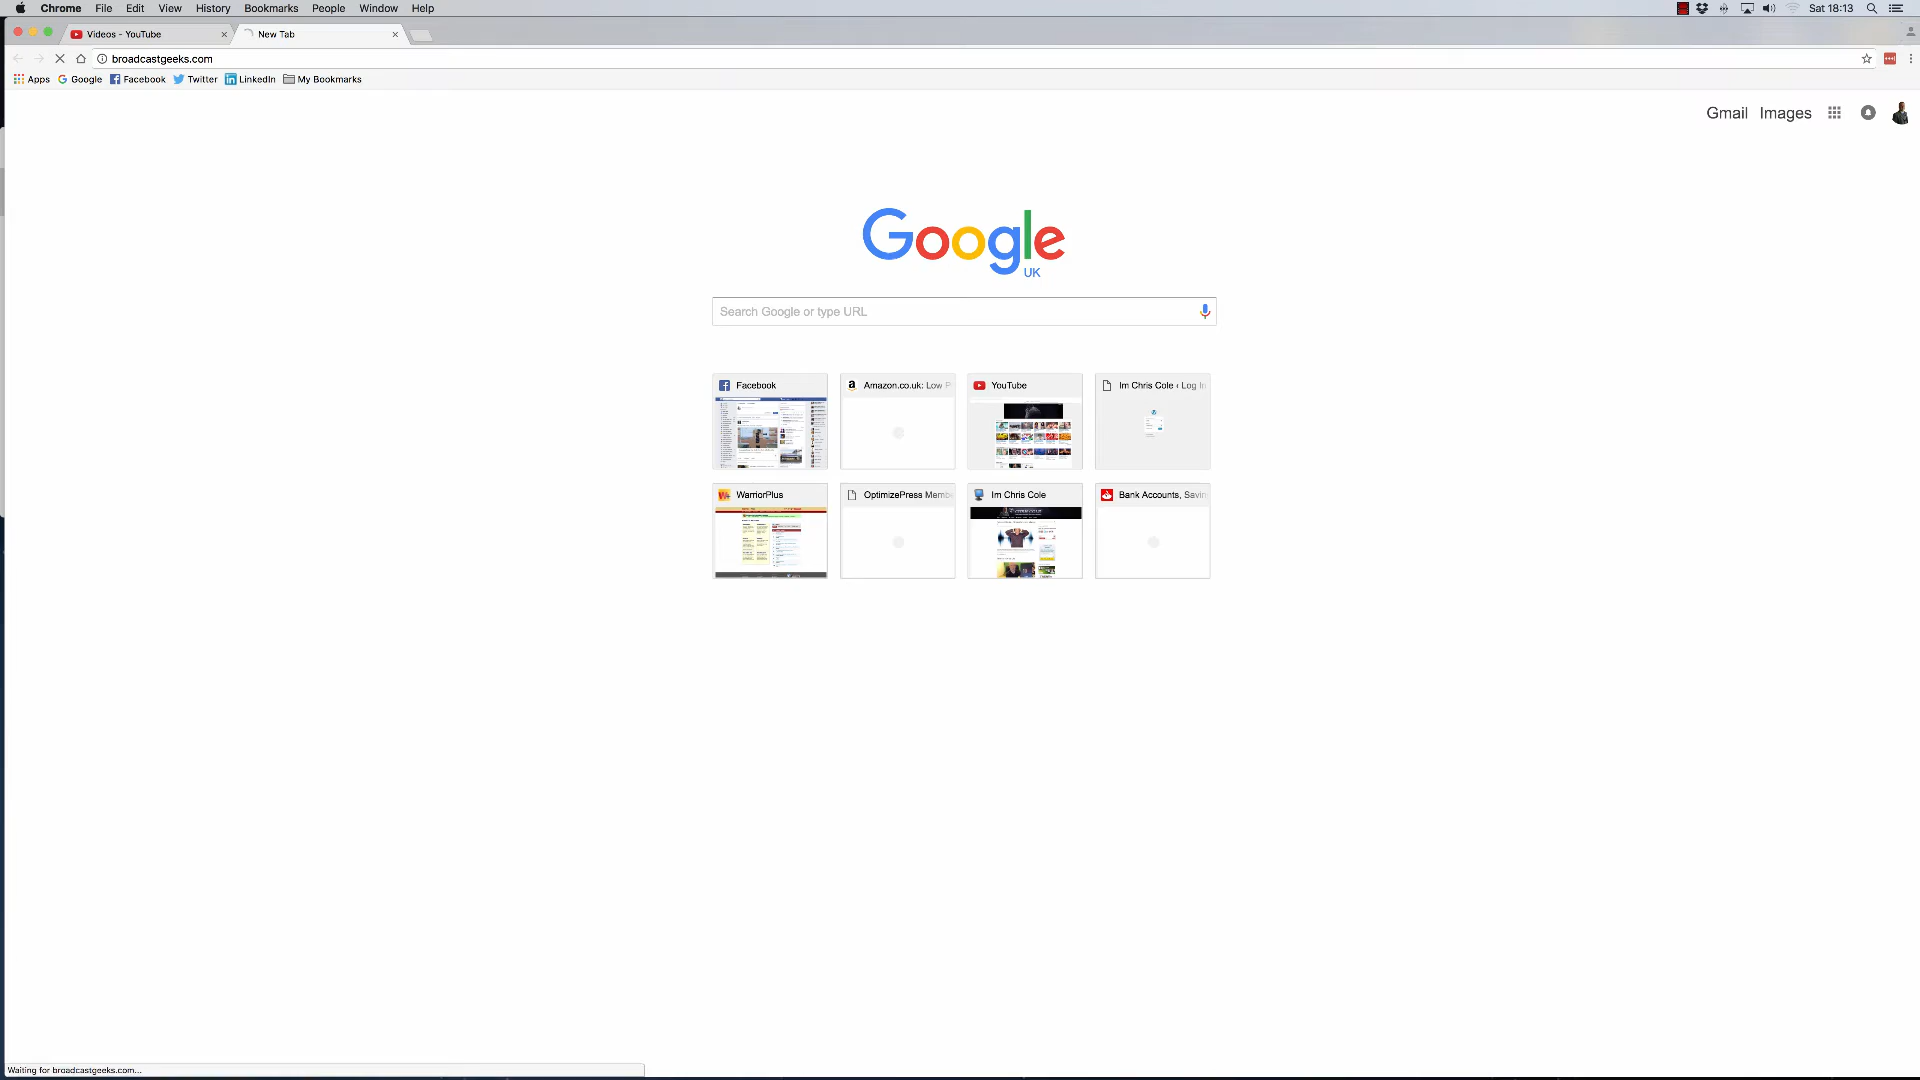 Chrome File Edit View History Bookmarks People Window Help Sat 18:13
Videos - YouTube New Tab
broadcastgeeks.com
Apps Google Facebook Twitter LinkedIn My Bookmarks
Gmail Images
Google
UK
Search Google or type URL
Facebook Amazon.co.uk: Low P YouTube Im Chris Cole ‹ Log In
WarriorPlus OptimizePress Memb Im Chris Cole Bank Accounts, Savin
Waiting for broadcastgeeks.com...